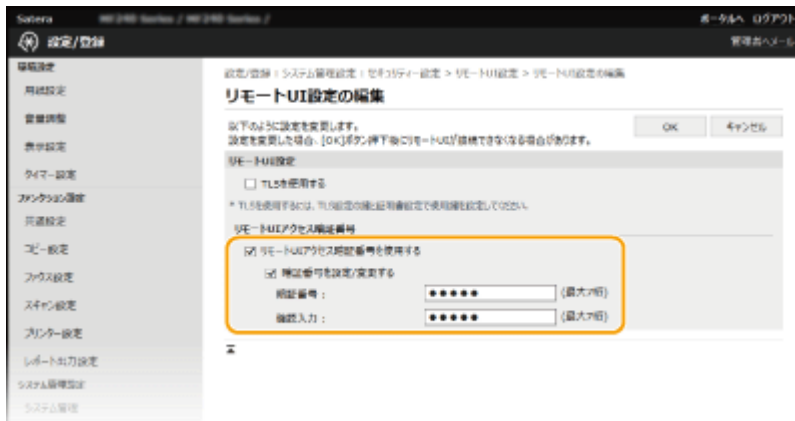 Satera MF240 Series / MF240 Series /
ポータルへ ログアウト
設定/登録
管理者へメール
環境設定
用紙設定
音量調整
表示設定
タイマー設定
ファンクション設定
共通設定
コピー設定
ファクス設定
スキャン設定
プリンター設定
レポート出力設定
システム管理設定
システム管理
設定/登録 : システム管理設定 : セキュリティー設定 > リモートUI設定 > リモートUI設定の編集
リモートUI設定の編集
以下のように設定を変更します。
設定を変更した場合、[OK]ボタン押下後にリモートUIが接続できなくなる場合があります。
OK
キャンセル
リモートUI設定
TLSを使用する
* TLSを使用するには、TLS設定の鍵と証明書設定で使用鍵を設定してください。
リモートUIアクセス暗証番号
リモートUIアクセス暗証番号を使用する
暗証番号を設定/変更する
暗証番号 : ●●●●● (最大7桁)
確認入力 : ●●●●● (最大7桁)